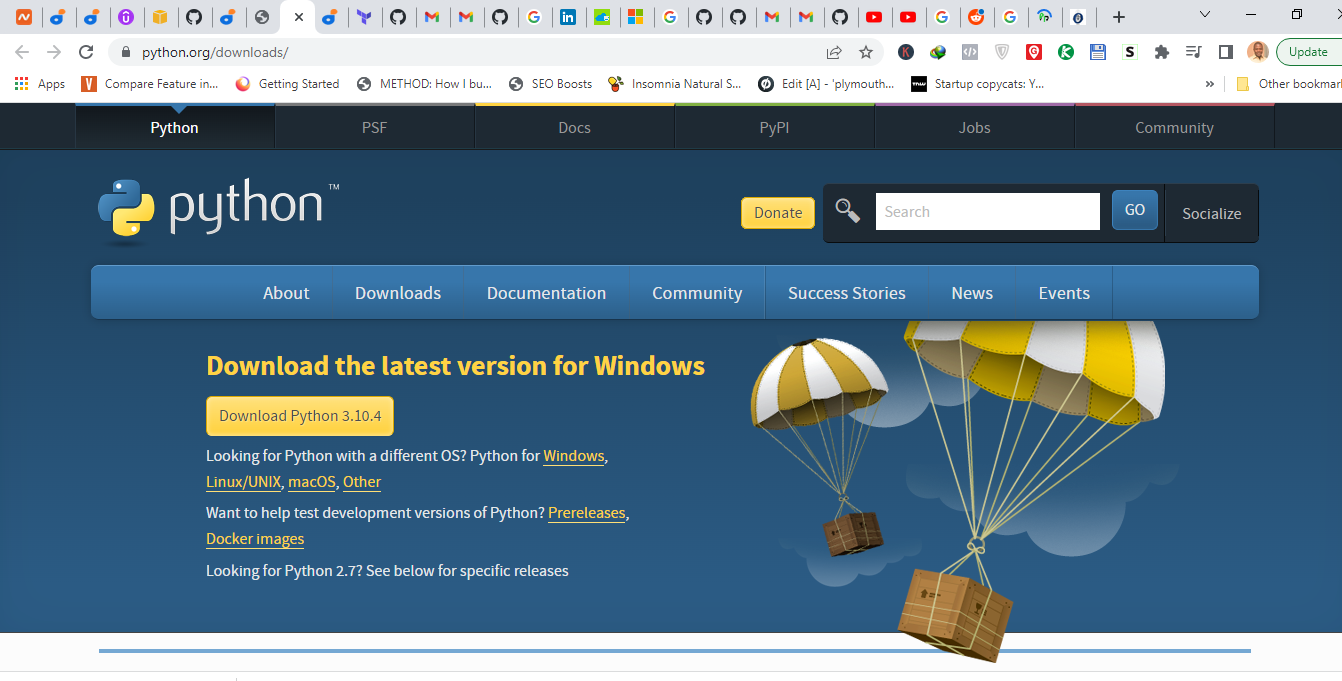 python.org/downloads/
Update
Apps
Compare Feature in...
Getting Started
METHOD: How I bu...
SEO Boosts
Insomnia Natural S...
Edit [A] - 'plymouth...
Startup copycats: Y...
»
Other bookmar
Python
PSF
Docs
PyPI
Jobs
Community
python™
Donate
Search
GO
Socialize
About
Downloads
Documentation
Community
Success Stories
News
Events
Download the latest version for Windows
Download Python 3.10.4
Looking for Python with a different OS? Python for Windows,
Linux/UNIX, macOS, Other
Want to help test development versions of Python? Prereleases,
Docker images
Looking for Python 2.7? See below for specific releases